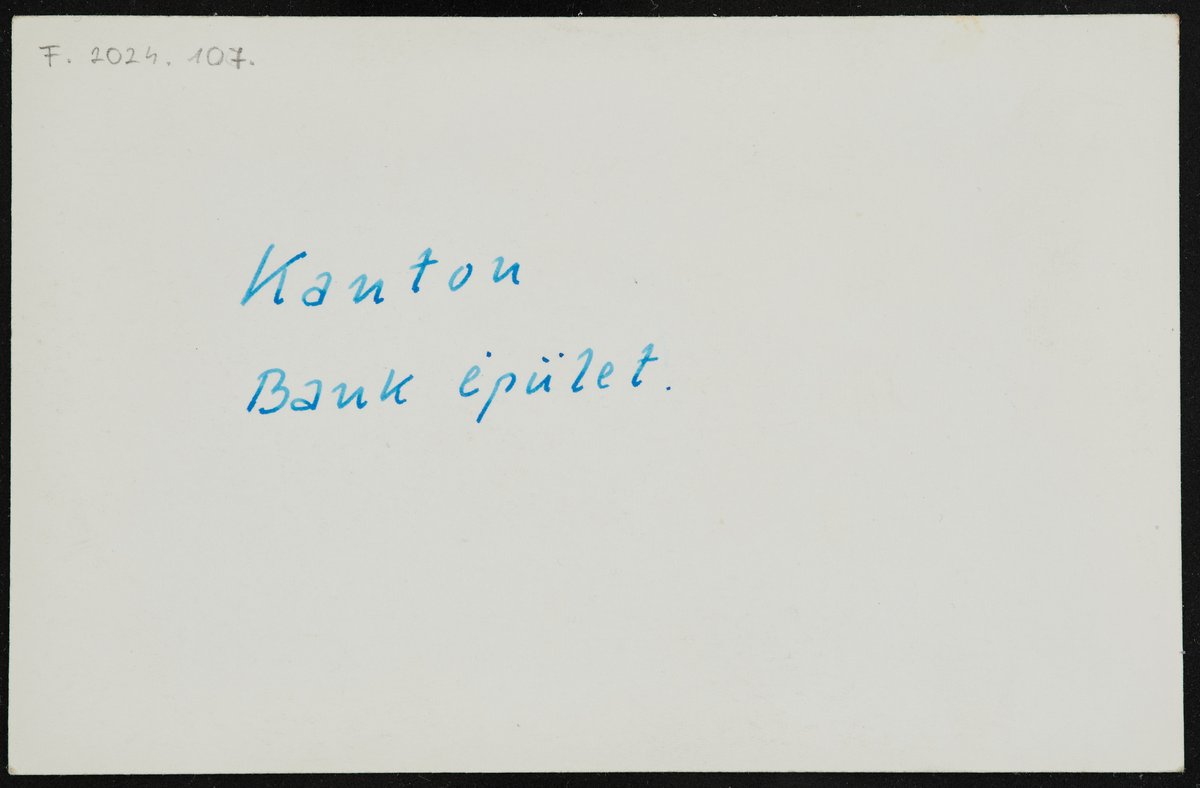 F. 2024. 107.
Kanton
Bank épület.